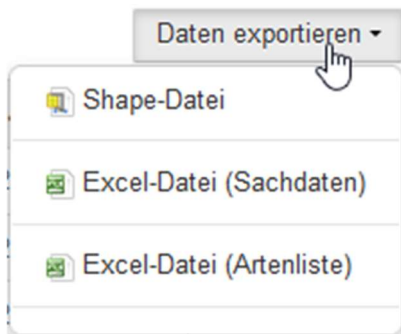 Daten exportieren
Shape-Datei
Excel-Datei (Sachdaten)
Excel-Datei (Artenliste)